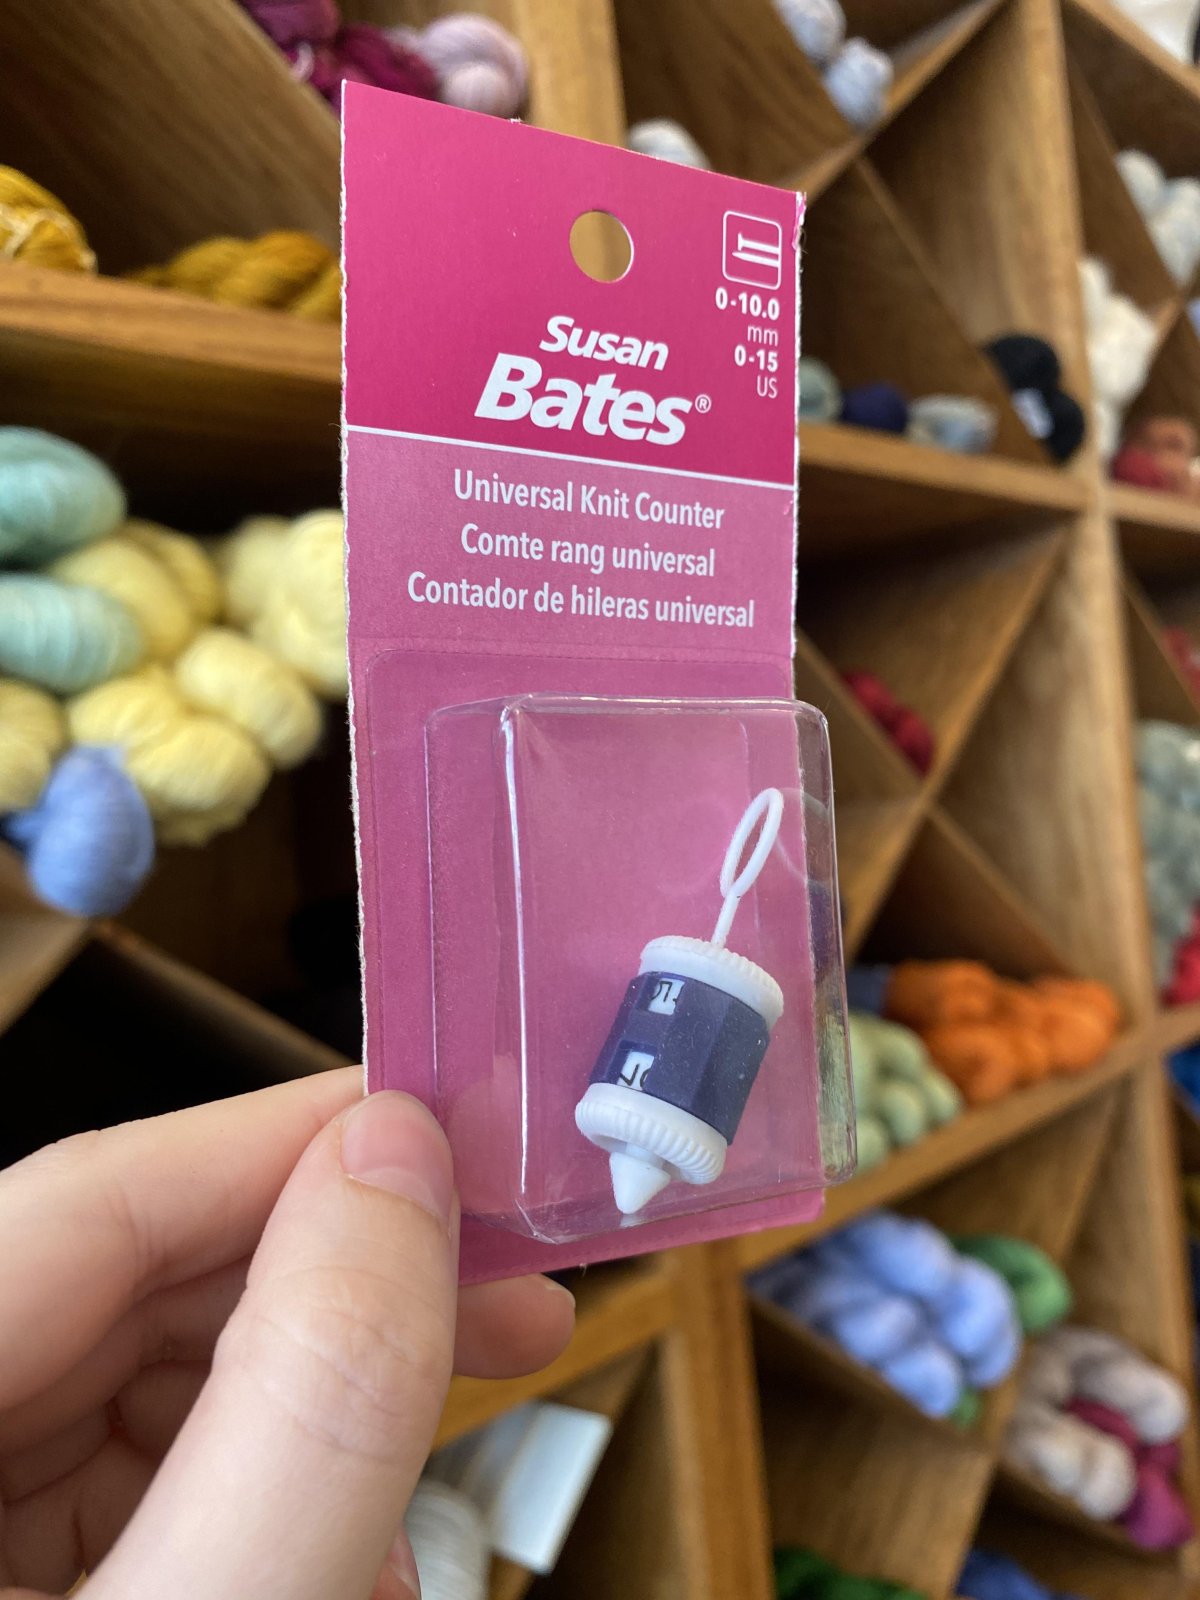 0-10.0
mm
0-15
US
Susan
Bates®
Universal Knit Counter
Comte rang universal
Contador de hileras universal